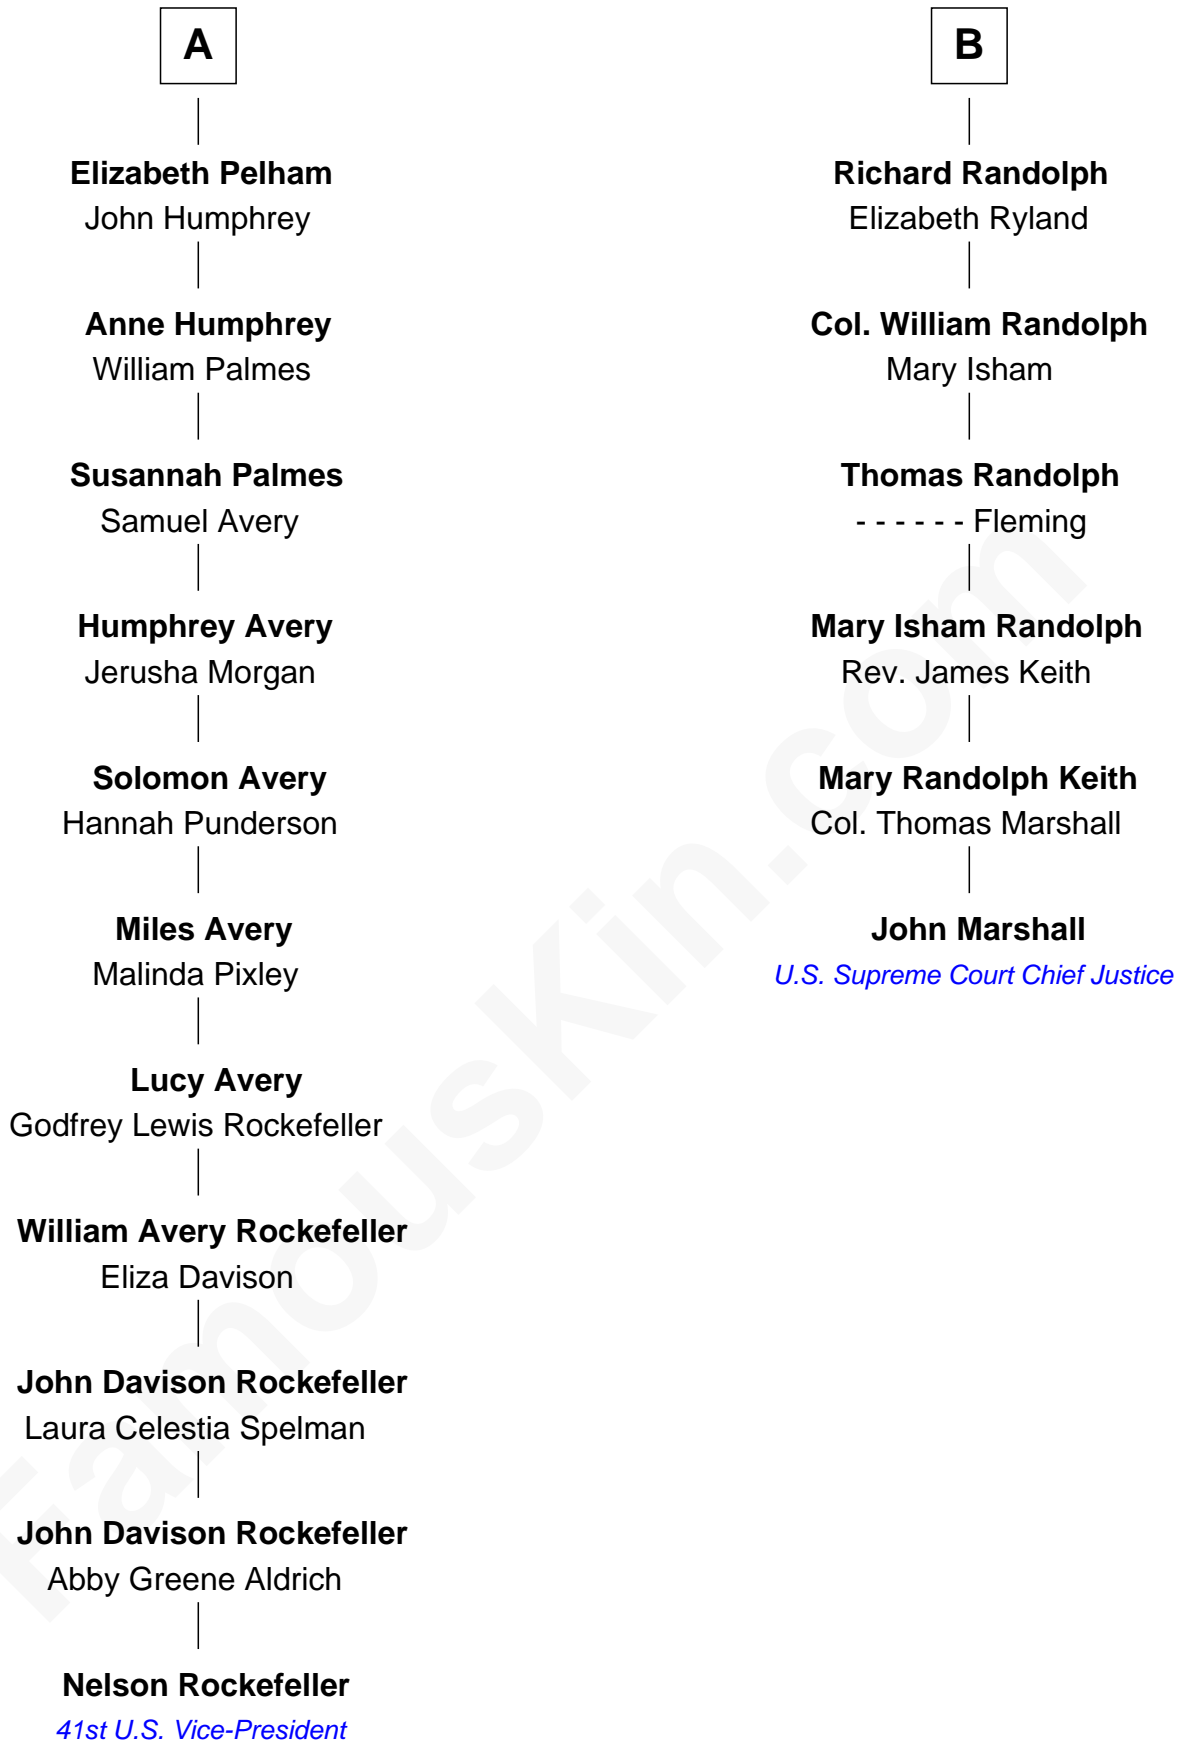 A
Elizabeth Pelham
John Humphrey
Anne Humphrey
William Palmes
Susannah Palmes
Samuel Avery
Humphrey Avery
Jerusha Morgan
Solomon Avery
Hannah Punderson
Miles Avery
Malinda Pixley
Lucy Avery
Godfrey Lewis Rockefeller
William Avery Rockefeller
Eliza Davison
John Davison Rockefeller
Laura Celestia Spelman
John Davison Rockefeller
Abby Greene Aldrich
Nelson Rockefeller
41st U.S. Vice-President
B
Richard Randolph
Elizabeth Ryland
Col. William Randolph
Mary Isham
Thomas Randolph
- - - - - - Fleming
Mary Isham Randolph
Rev. James Keith
Mary Randolph Keith
Col. Thomas Marshall
John Marshall
U.S. Supreme Court Chief Justice
FamousKin.com